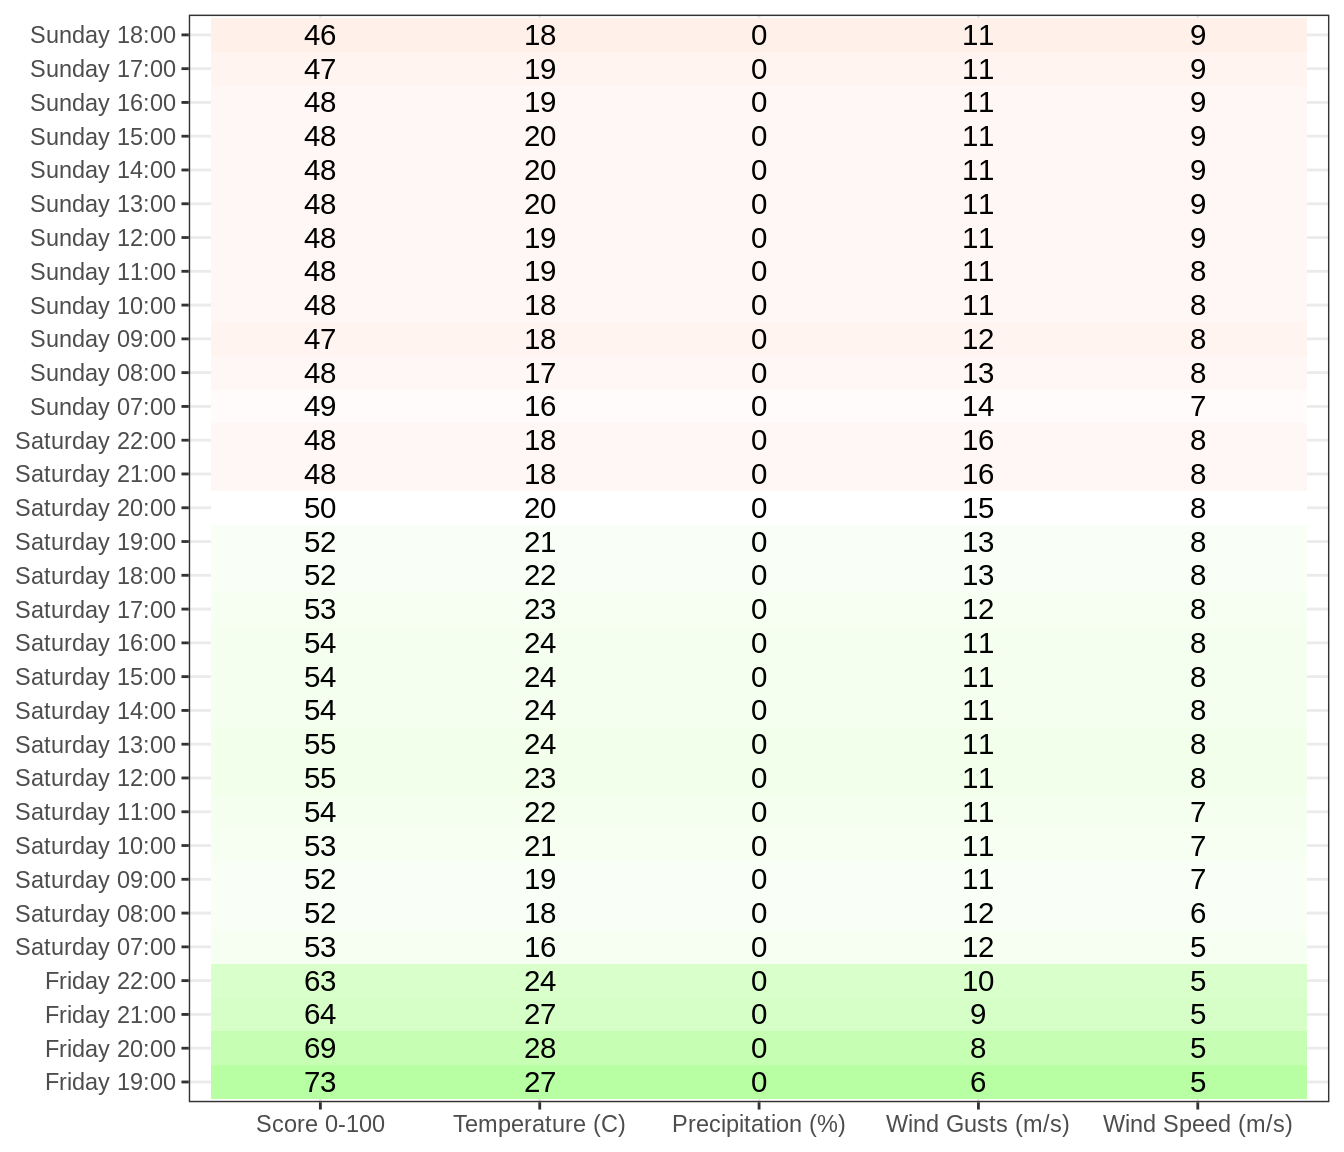 Sunday 18:00 46 18 0 11 9
Sunday 17:00 47 19 0 11 9
Sunday 16:00 48 19 0 11 9
Sunday 15:00 48 20 0 11 9
Sunday 14:00 48 20 0 11 9
Sunday 13:00 48 20 0 11 9
Sunday 12:00 48 19 0 11 9
Sunday 11:00 48 19 0 11 8
Sunday 10:00 48 18 0 11 8
Sunday 09:00 47 18 0 12 8
Sunday 08:00 48 17 0 13 8
Sunday 07:00 49 16 0 14 7
Saturday 22:00 48 18 0 16 8
Saturday 21:00 48 18 0 16 8
Saturday 20:00 50 20 0 15 8
Saturday 19:00 52 21 0 13 8
Saturday 18:00 52 22 0 13 8
Saturday 17:00 53 23 0 12 8
Saturday 16:00 54 24 0 11 8
Saturday 15:00 54 24 0 11 8
Saturday 14:00 54 24 0 11 8
Saturday 13:00 55 24 0 11 8
Saturday 12:00 55 23 0 11 8
Saturday 11:00 54 22 0 11 7
Saturday 10:00 53 21 0 11 7
Saturday 09:00 52 19 0 11 7
Saturday 08:00 52 18 0 12 6
Saturday 07:00 53 16 0 12 5
Friday 22:00 63 24 0 10 5
Friday 21:00 64 27 0 9 5
Friday 20:00 69 28 0 8 5
Friday 19:00 73 27 0 6 5
Score 0-100 Temperature (C) Precipitation (%) Wind Gusts (m/s) Wind Speed (m/s)